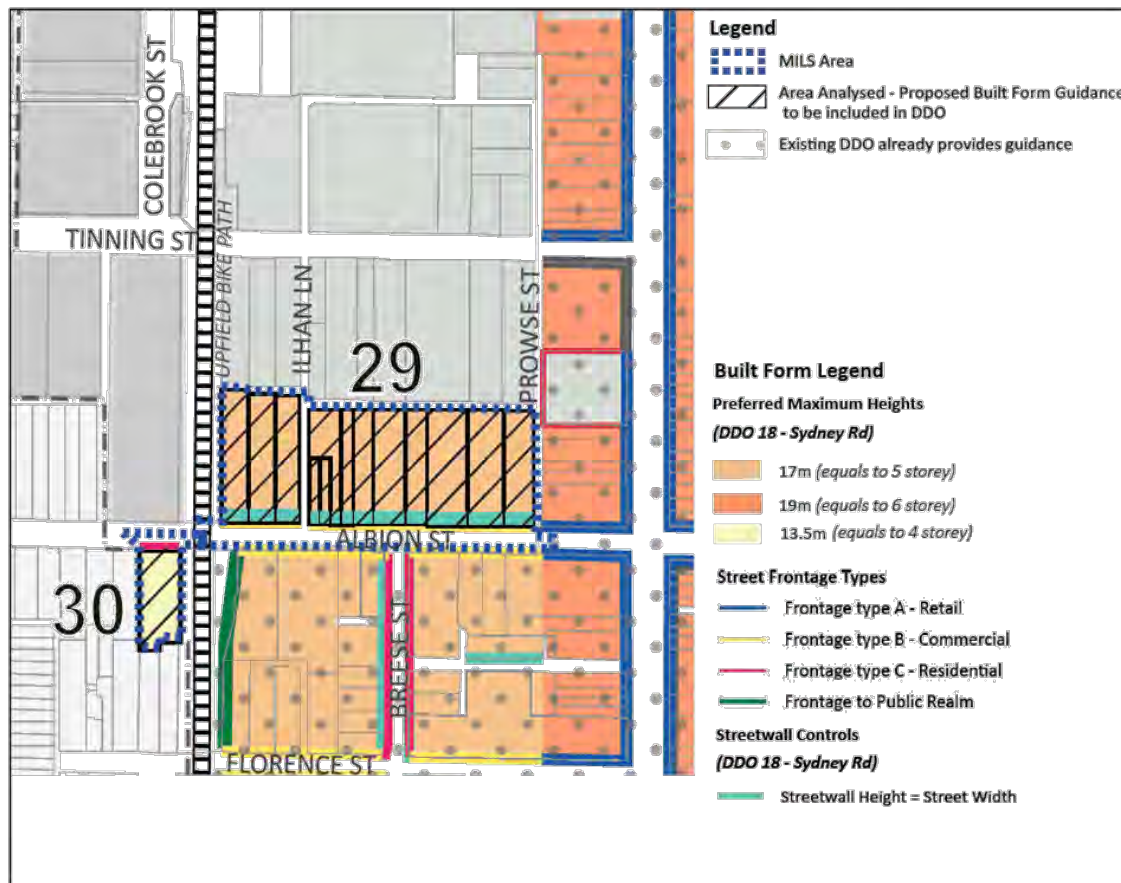 COLEBROOK ST
TINNING ST
UPFIELD BIKE PATH
ILHAN LN
PROWSE ST
29
ALBION ST
30
BREESE ST
FLORENCE ST
Legend
MILS Area
Area Analysed - Proposed Built Form Guidance
to be included in DDO
Existing DDO already provides guidance
Built Form Legend
Preferred Maximum Heights
(DDO 18 - Sydney Rd)
17m (equals to 5 storey)
19m (equals to 6 storey)
13.5m (equals to 4 storey)
Street Frontage Types
Frontage type A - Retail
Frontage type B - Commercial
Frontage type C - Residential
Frontage to Public Realm
Streetwall Controls
(DDO 18 - Sydney Rd)
Streetwall Height = Street Width